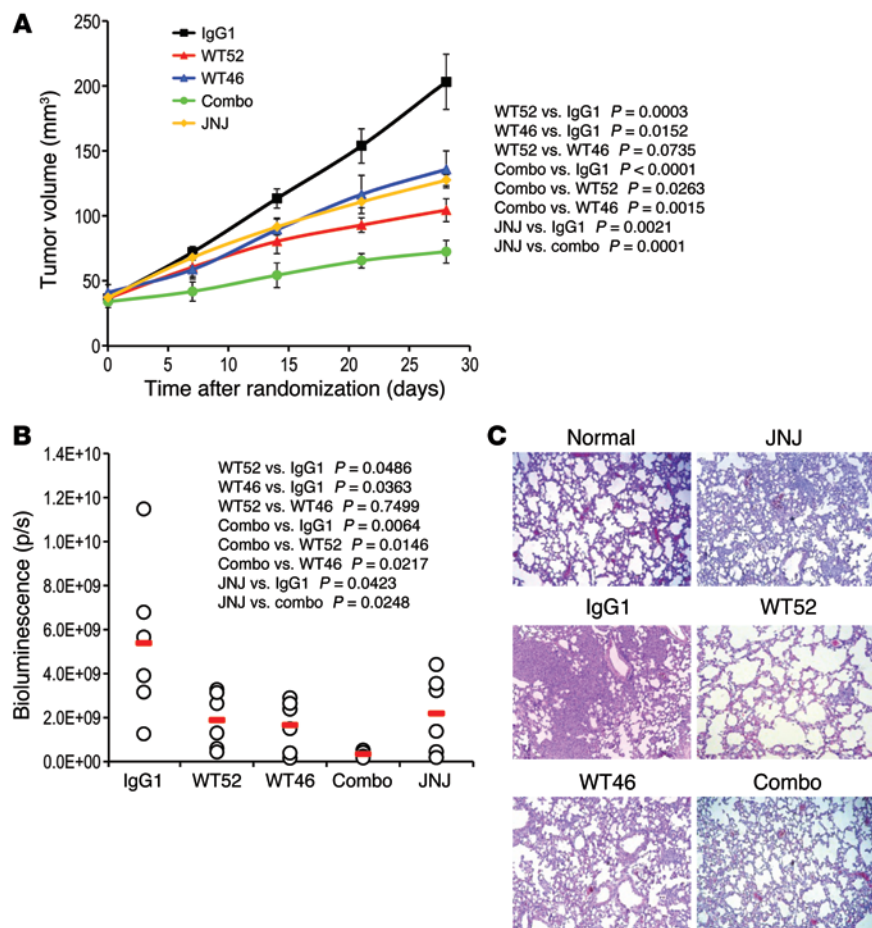 A
250
200
150
100
50
0
Tumor volume (mm³)
IgG1
WT52
WT46
Combo
JNJ
0 5 10 15 20 25 30
Time after randomization (days)
WT52 vs. IgG1 P = 0.0003
WT46 vs. IgG1 P = 0.0152
WT52 vs. WT46 P = 0.0735
Combo vs. IgG1 P < 0.0001
Combo vs. WT52 P = 0.0263
Combo vs. WT46 P = 0.0015
JNJ vs. IgG1 P = 0.0021
JNJ vs. combo P = 0.0001
B
1.4E+10
1.2E+10
1.0E+10
8.0E+09
6.0E+09
4.0E+09
2.0E+09
0.0E+00
Bioluminescence (p/s)
WT52 vs. IgG1 P = 0.0486
WT46 vs. IgG1 P = 0.0363
WT52 vs. WT46 P = 0.7499
Combo vs. IgG1 P = 0.0064
Combo vs. WT52 P = 0.0146
Combo vs. WT46 P = 0.0217
JNJ vs. IgG1 P = 0.0423
JNJ vs. combo P = 0.0248
IgG1 WT52 WT46 Combo JNJ
C
Normal JNJ
IgG1 WT52
WT46 Combo